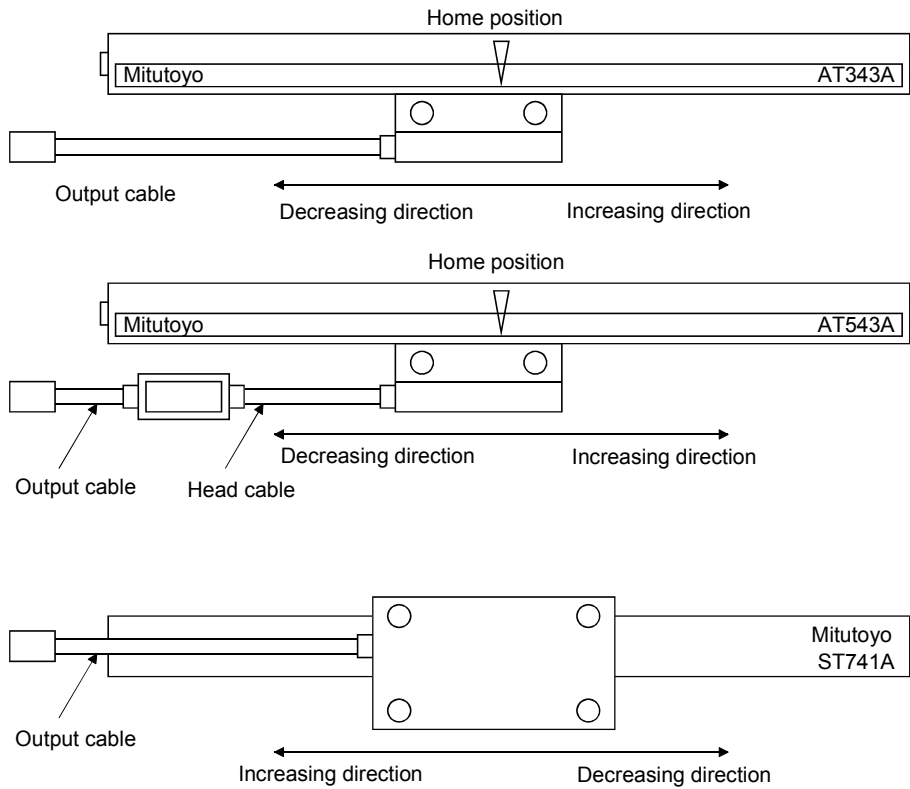 Home position
Mitutoyo AT343A
Output cable
Decreasing direction Increasing direction
Home position
Mitutoyo AT543A
Decreasing direction Increasing direction
Output cable Head cable
Mitutoyo
ST741A
Output cable
Increasing direction Decreasing direction